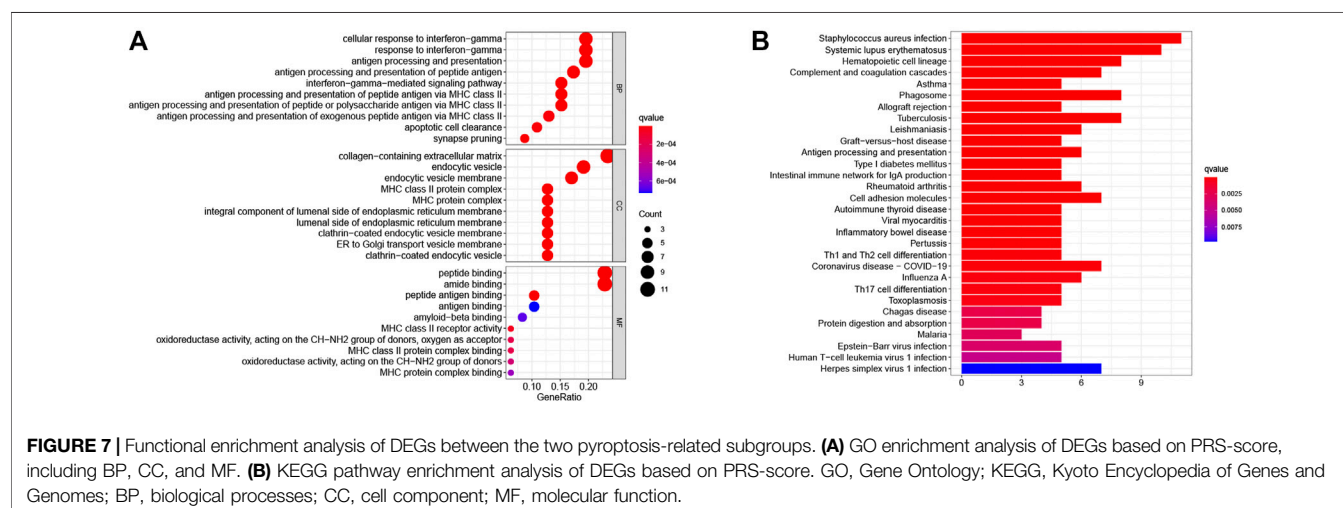 A
cellular response to interferon-gamma
response to interferon-gamma
antigen processing and presentation
antigen processing and presentation of peptide antigen
interferon-gamma-mediated signaling pathway
antigen processing and presentation of peptide antigen via MHC class II
antigen processing and presentation of peptide or polysaccharide antigen via MHC class II
antigen processing and presentation of exogenous peptide antigen via MHC class II
apoptotic cell clearance
synapse pruning
BP
collagen-containing extracellular matrix
endocytic vesicle
endocytic vesicle membrane
MHC class II protein complex
MHC protein complex
integral component of lumenal side of endoplasmic reticulum membrane
lumenal side of endoplasmic reticulum membrane
clathrin-coated endocytic vesicle membrane
ER to Golgi transport vesicle membrane
clathrin-coated endocytic vesicle
CC
peptide binding
amide binding
peptide antigen binding
antigen binding
amyloid-beta binding
MHC class II receptor activity
oxidoreductase activity, acting on the CH-NH2 group of donors, oxygen as acceptor
MHC class II protein complex binding
oxidoreductase activity, acting on the CH-NH2 group of donors
MHC protein complex binding
MF
0.10 0.15 0.20
GeneRatio
qvalue
2e-04
4e-04
6e-04
Count
3
5
7
9
11
B
Staphylococcus aureus infection
Systemic lupus erythematosus
Hematopoietic cell lineage
Complement and coagulation cascades
Asthma
Phagosome
Allograft rejection
Tuberculosis
Leishmaniasis
Graft-versus-host disease
Antigen processing and presentation
Type I diabetes mellitus
Intestinal immune network for IgA production
Rheumatoid arthritis
Cell adhesion molecules
Autoimmune thyroid disease
Viral myocarditis
Inflammatory bowel disease
Pertussis
Th1 and Th2 cell differentiation
Coronavirus disease - COVID-19
Influenza A
Th17 cell differentiation
Toxoplasmosis
Chagas disease
Protein digestion and absorption
Malaria
Epstein-Barr virus infection
Human T-cell leukemia virus 1 infection
Herpes simplex virus 1 infection
0 3 6 9
qvalue
0.0025
0.0050
0.0075
FIGURE 7 | Functional enrichment analysis of DEGs between the two pyroptosis-related subgroups. (A) GO enrichment analysis of DEGs based on PRS-score,
including BP, CC, and MF. (B) KEGG pathway enrichment analysis of DEGs based on PRS-score. GO, Gene Ontology; KEGG, Kyoto Encyclopedia of Genes and
Genomes; BP, biological processes; CC, cell component; MF, molecular function.